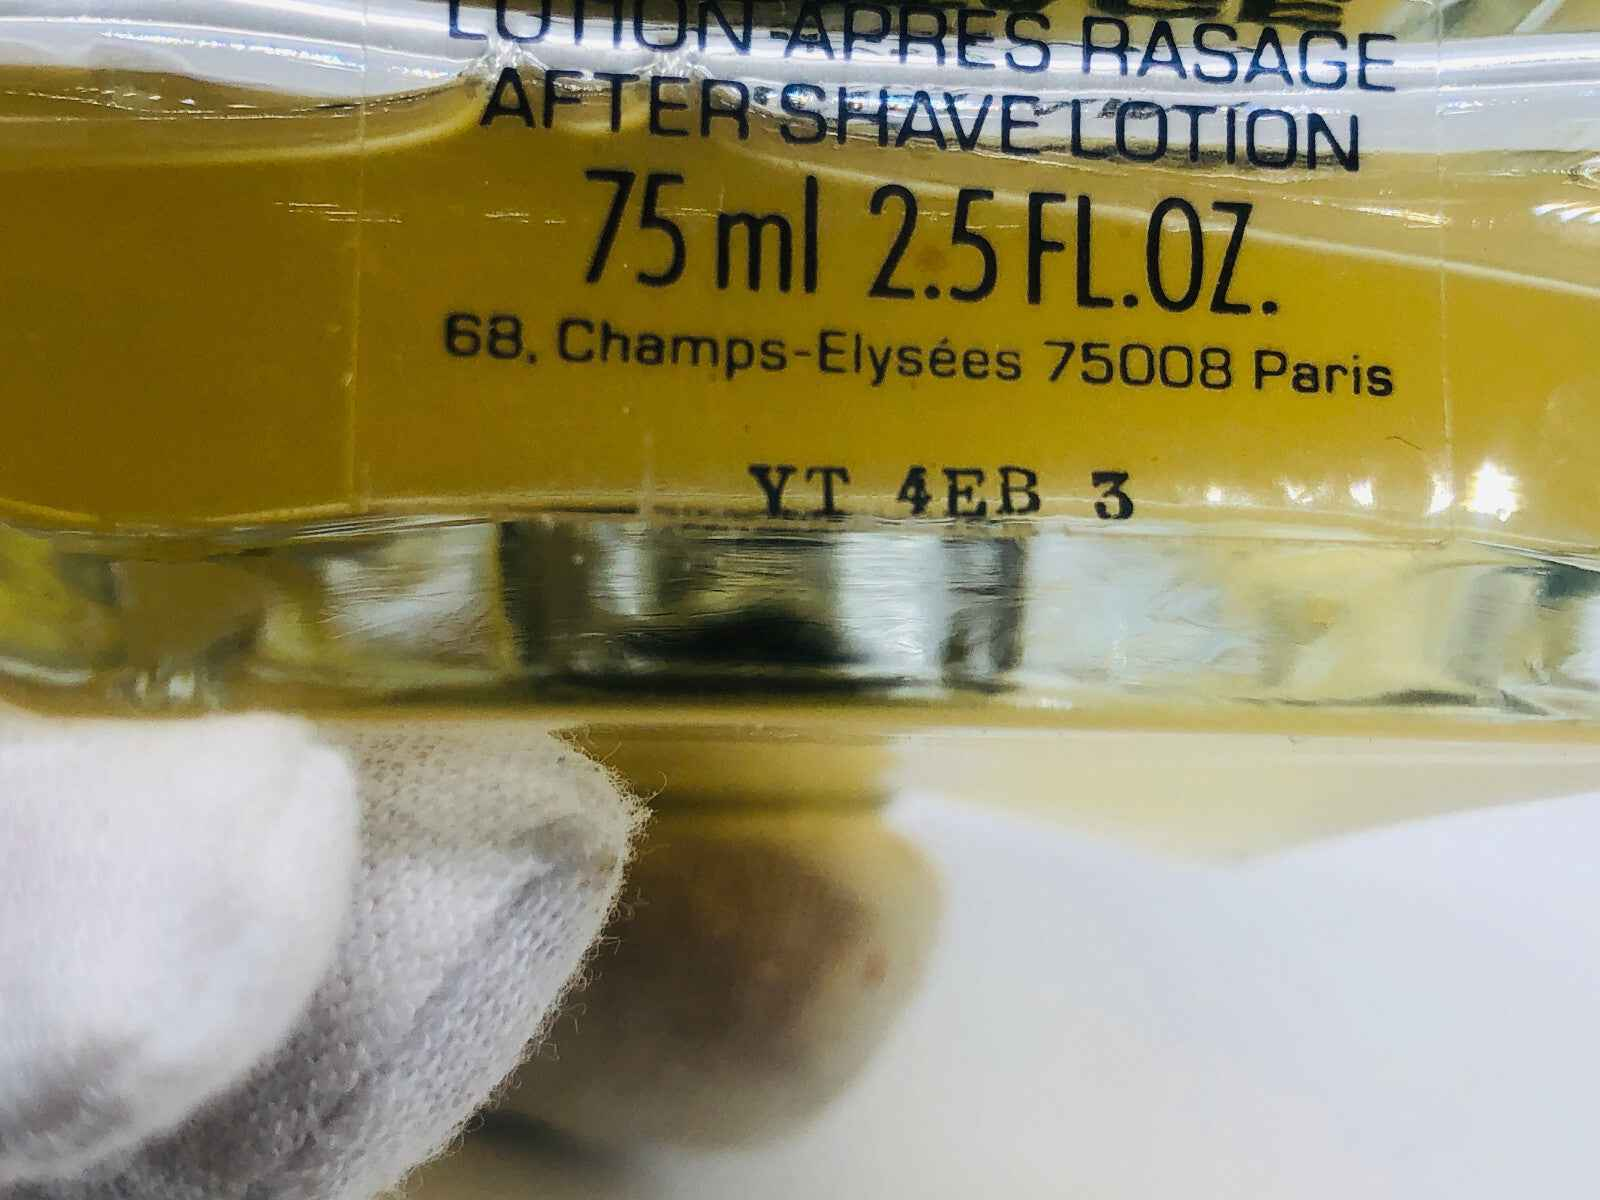 LOTION APRÈS RASAGE
AFTER SHAVE LOTION
75 ml 2.5 FL.OZ.
68, Champs-Elysées 75008 Paris
YT 4EB 3